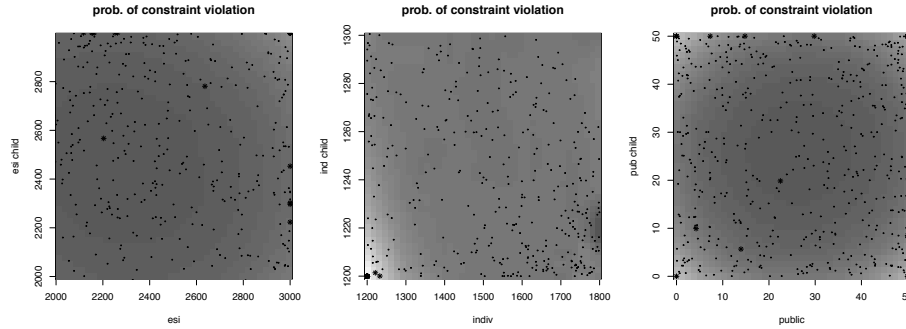 prob. of constraint violation
esi child
2000 2200 2400 2600 2800
2000 2200 2400 2600 2800 3000
esi
prob. of constraint violation
ind child
1200 1220 1240 1260 1280 1300
1200 1300 1400 1500 1600 1700 1800
indiv
prob. of constraint violation
pub child
0 10 20 30 40 50
0 10 20 30 40 50
public